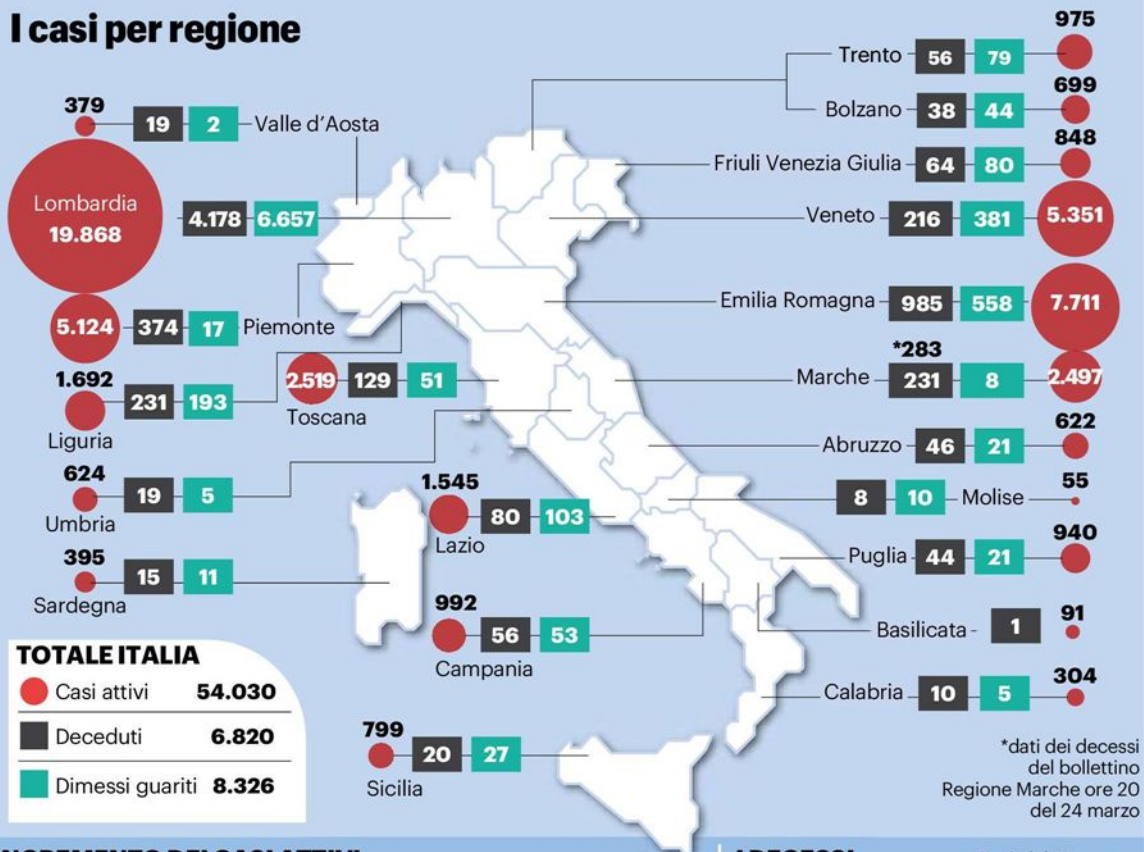 I casi per regione
379
19 2 Valle d'Aosta
Lombardia
19.868
4.178 6.657
5.124 374 17 Piemonte
1.692
231 193
Liguria
2.519 129 51
Toscana
624
19 5
Umbria
395
15 11
Sardegna
1.545
80 103
Lazio
992
56 53
Campania
799
20 27
Sicilia
975
Trento 56 79
699
Bolzano 38 44
848
Friuli Venezia Giulia 64 80
Veneto 216 381 5.351
Emilia Romagna 985 558 7.711
*283
Marche 231 8 2.497
622
Abruzzo 46 21
55
8 10 Molise
940
Puglia 44 21
91
Basilicata 1
304
Calabria 10 5
TOTALE ITALIA
Casi attivi 54.030
Deceduti 6.820
Dimessi guariti 8.326
*dati dei decessi
del bollettino
Regione Marche ore 20
del 24 marzo